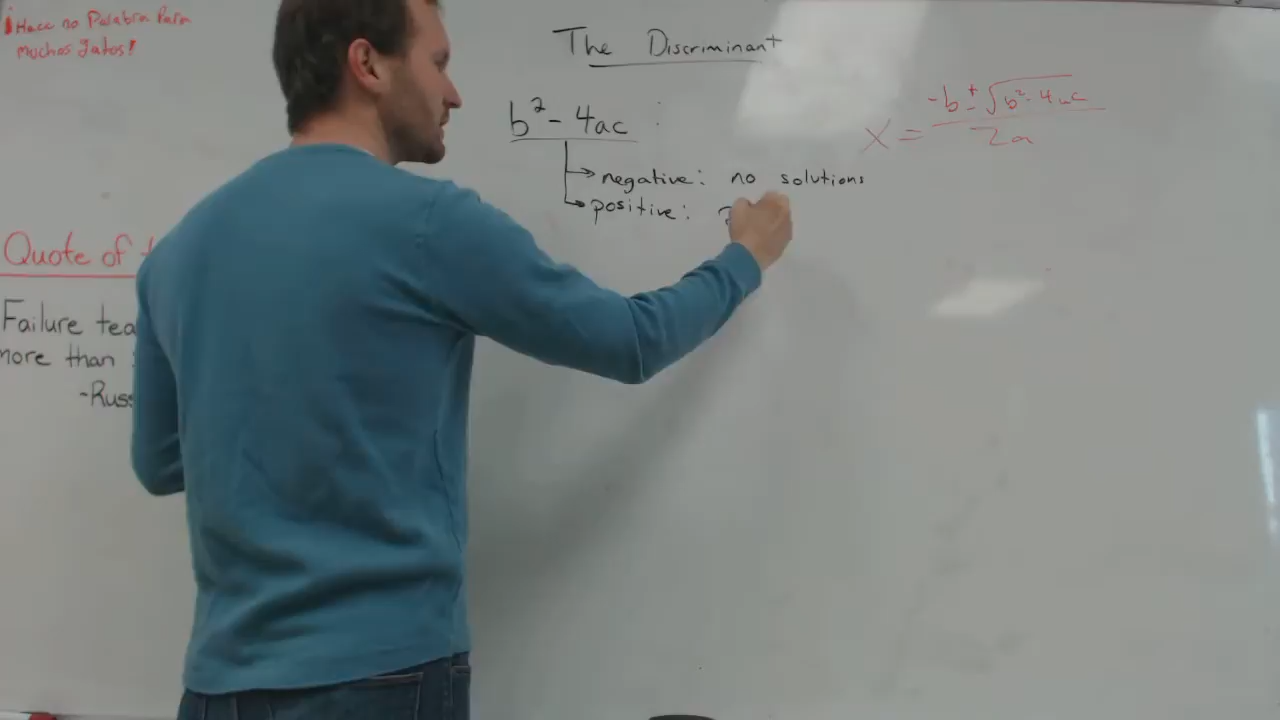 ¡Hace no Palabra Para
Muchos gatos!
The Discriminant
b² - 4ac :
negative: no solutions
positive:
x = -b ± √b² - 4ac / 2a
Quote of
Failure
more than
-Russ